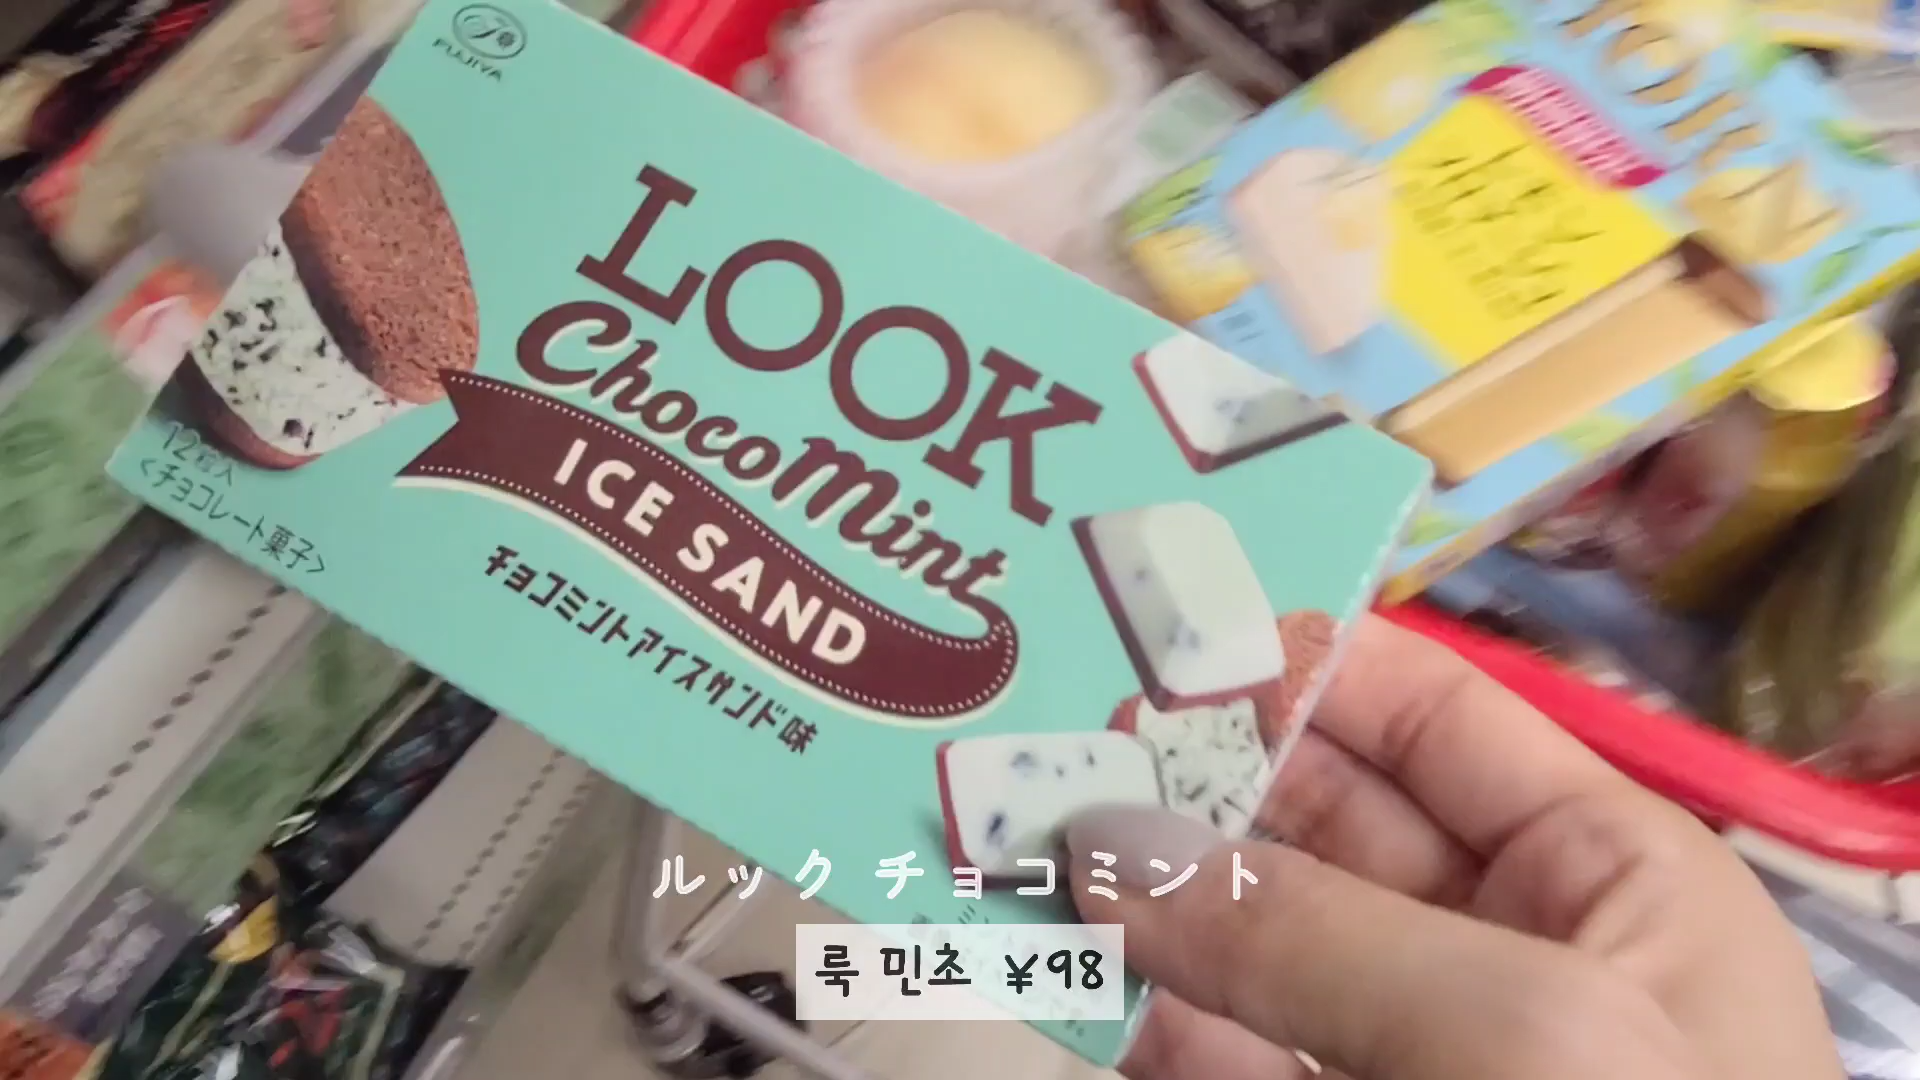 FUJIYA
LOOK
ChocoMint
ICE SAND
チョコミントアイスサンド味
12粒入
<チョコレート菓子>
ルック チョコミント
룩 민초 ¥98